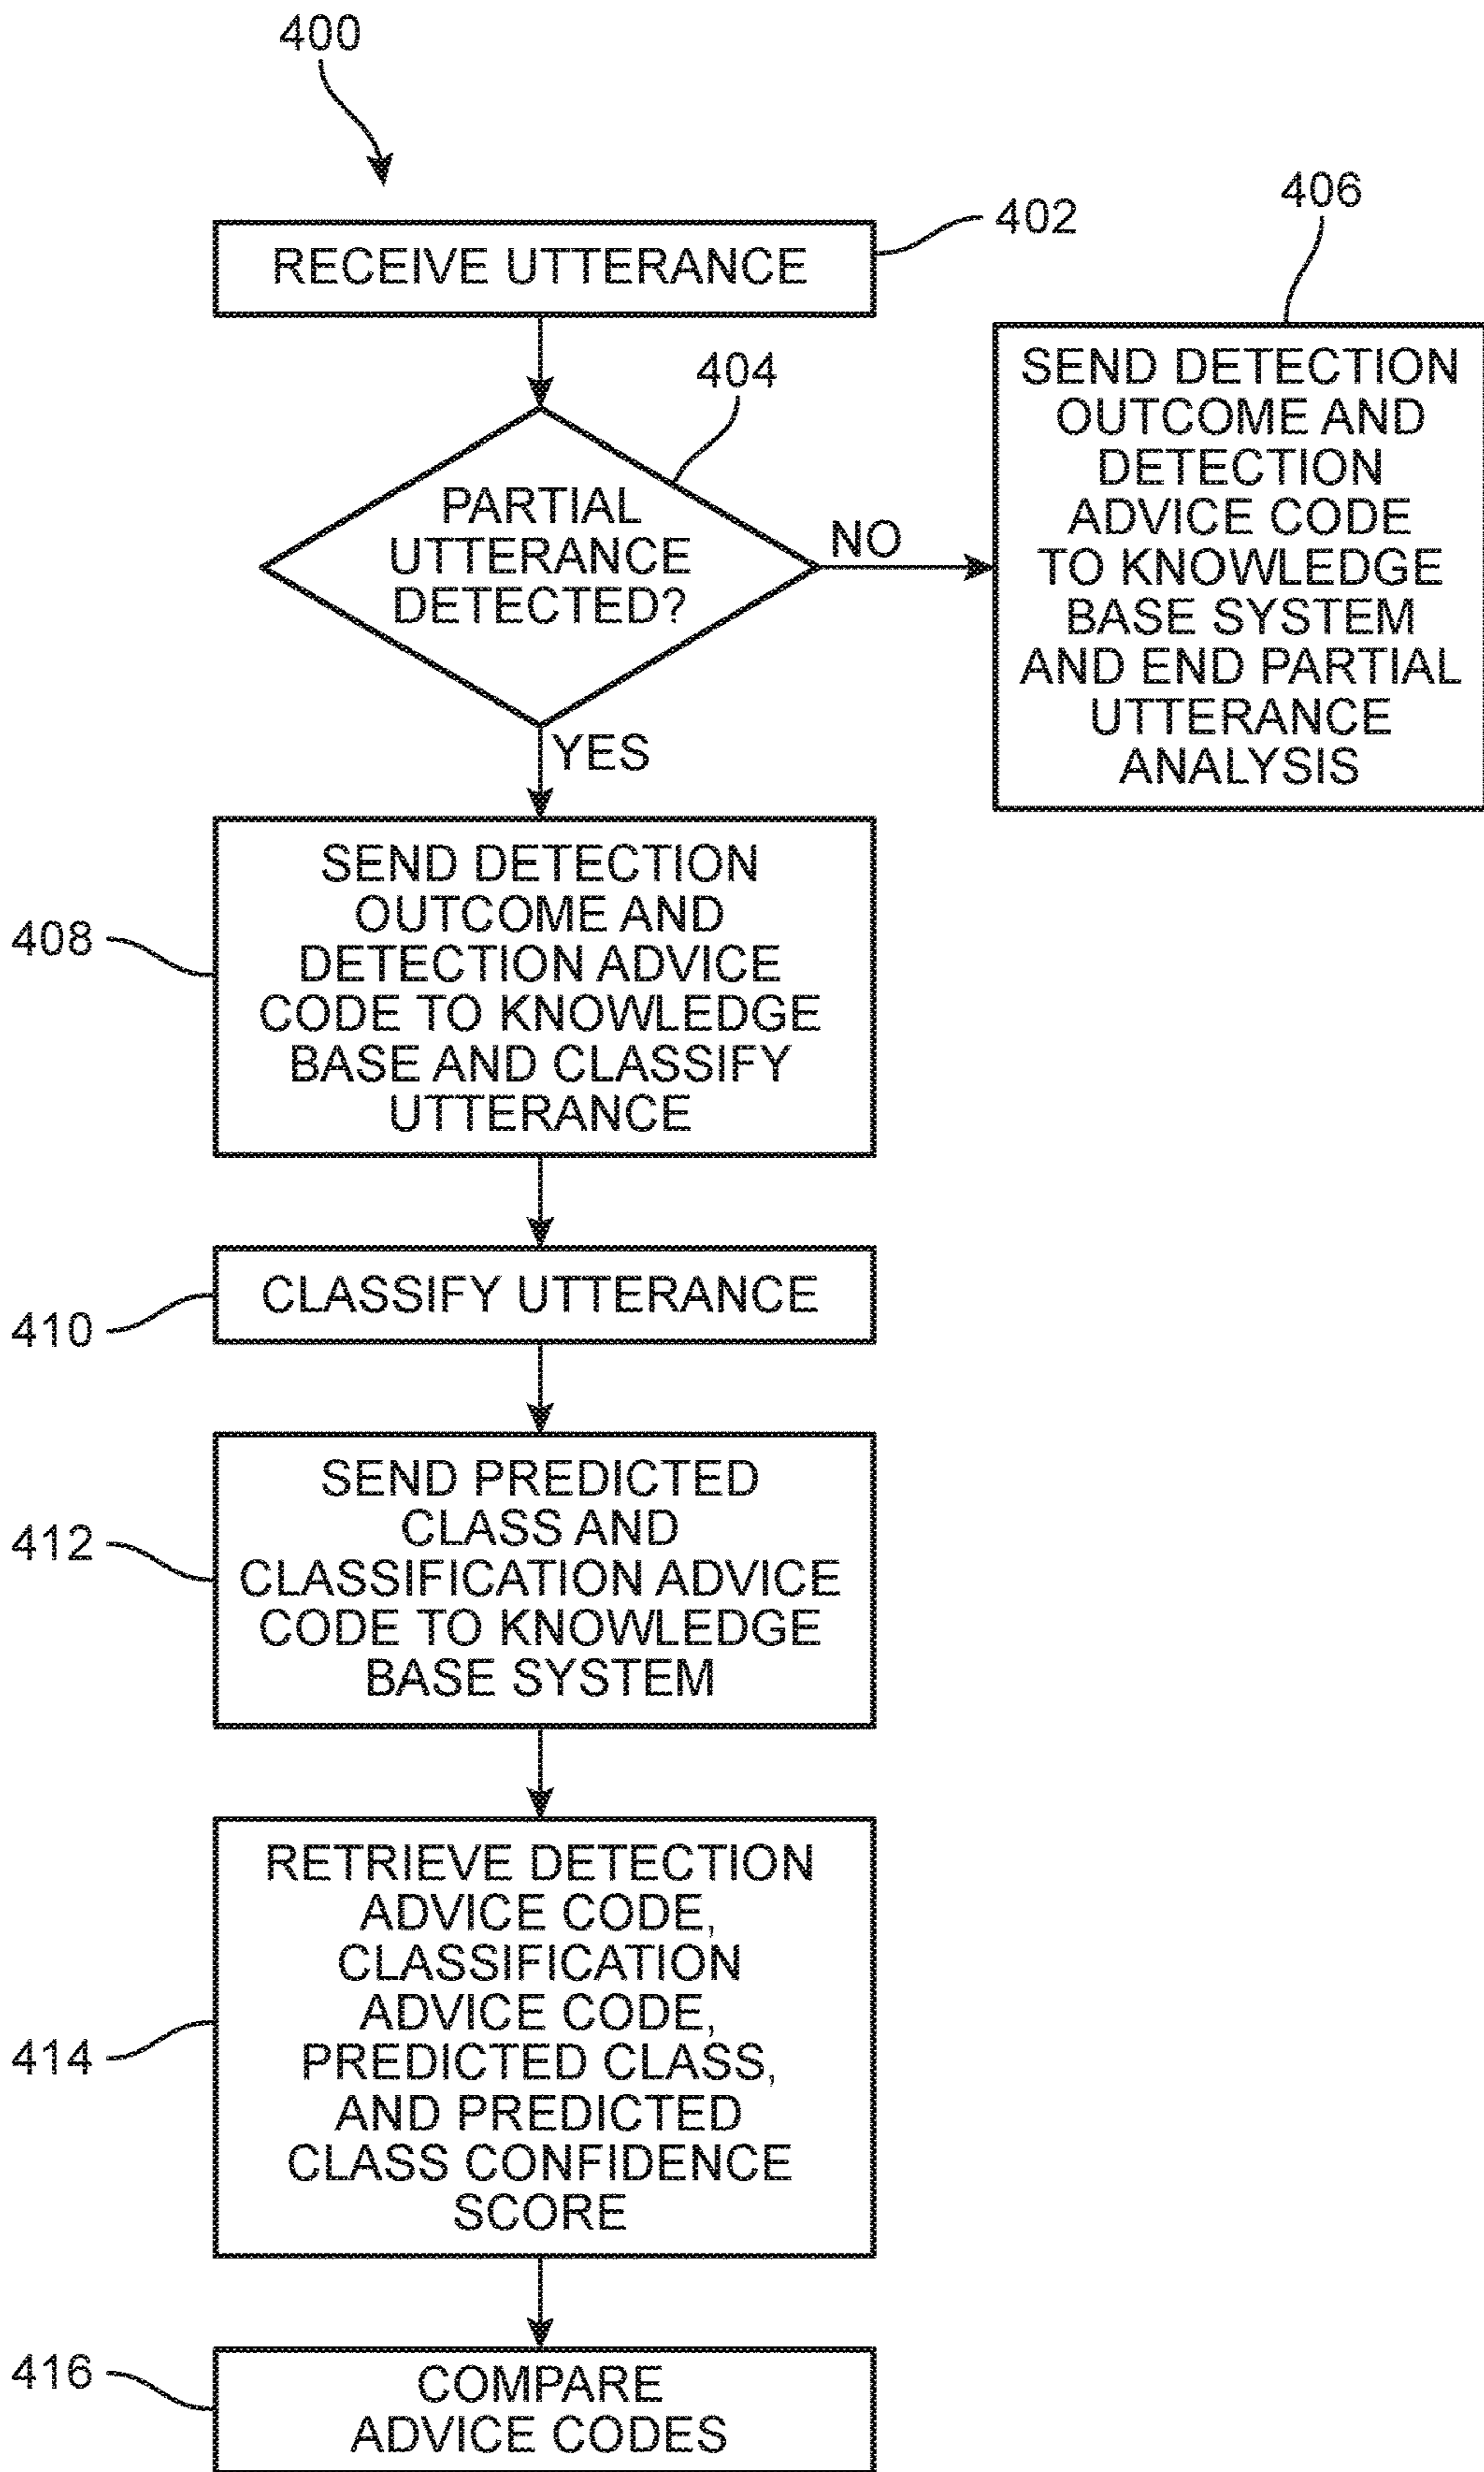 400
RECEIVE UTTERANCE
402
404
PARTIAL
UTTERANCE
DETECTED?
NO
YES
406
SEND DETECTION
OUTCOME AND
DETECTION
ADVICE CODE
TO KNOWLEDGE
BASE SYSTEM
AND END PARTIAL
UTTERANCE
ANALYSIS
408
SEND DETECTION
OUTCOME AND
DETECTION ADVICE
CODE TO KNOWLEDGE
BASE AND CLASSIFY
UTTERANCE
410
CLASSIFY UTTERANCE
412
SEND PREDICTED
CLASS AND
CLASSIFICATION ADVICE
CODE TO KNOWLEDGE
BASE SYSTEM
414
RETRIEVE DETECTION
ADVICE CODE,
CLASSIFICATION
ADVICE CODE,
PREDICTED CLASS,
AND PREDICTED
CLASS CONFIDENCE
SCORE
416
COMPARE
ADVICE CODES